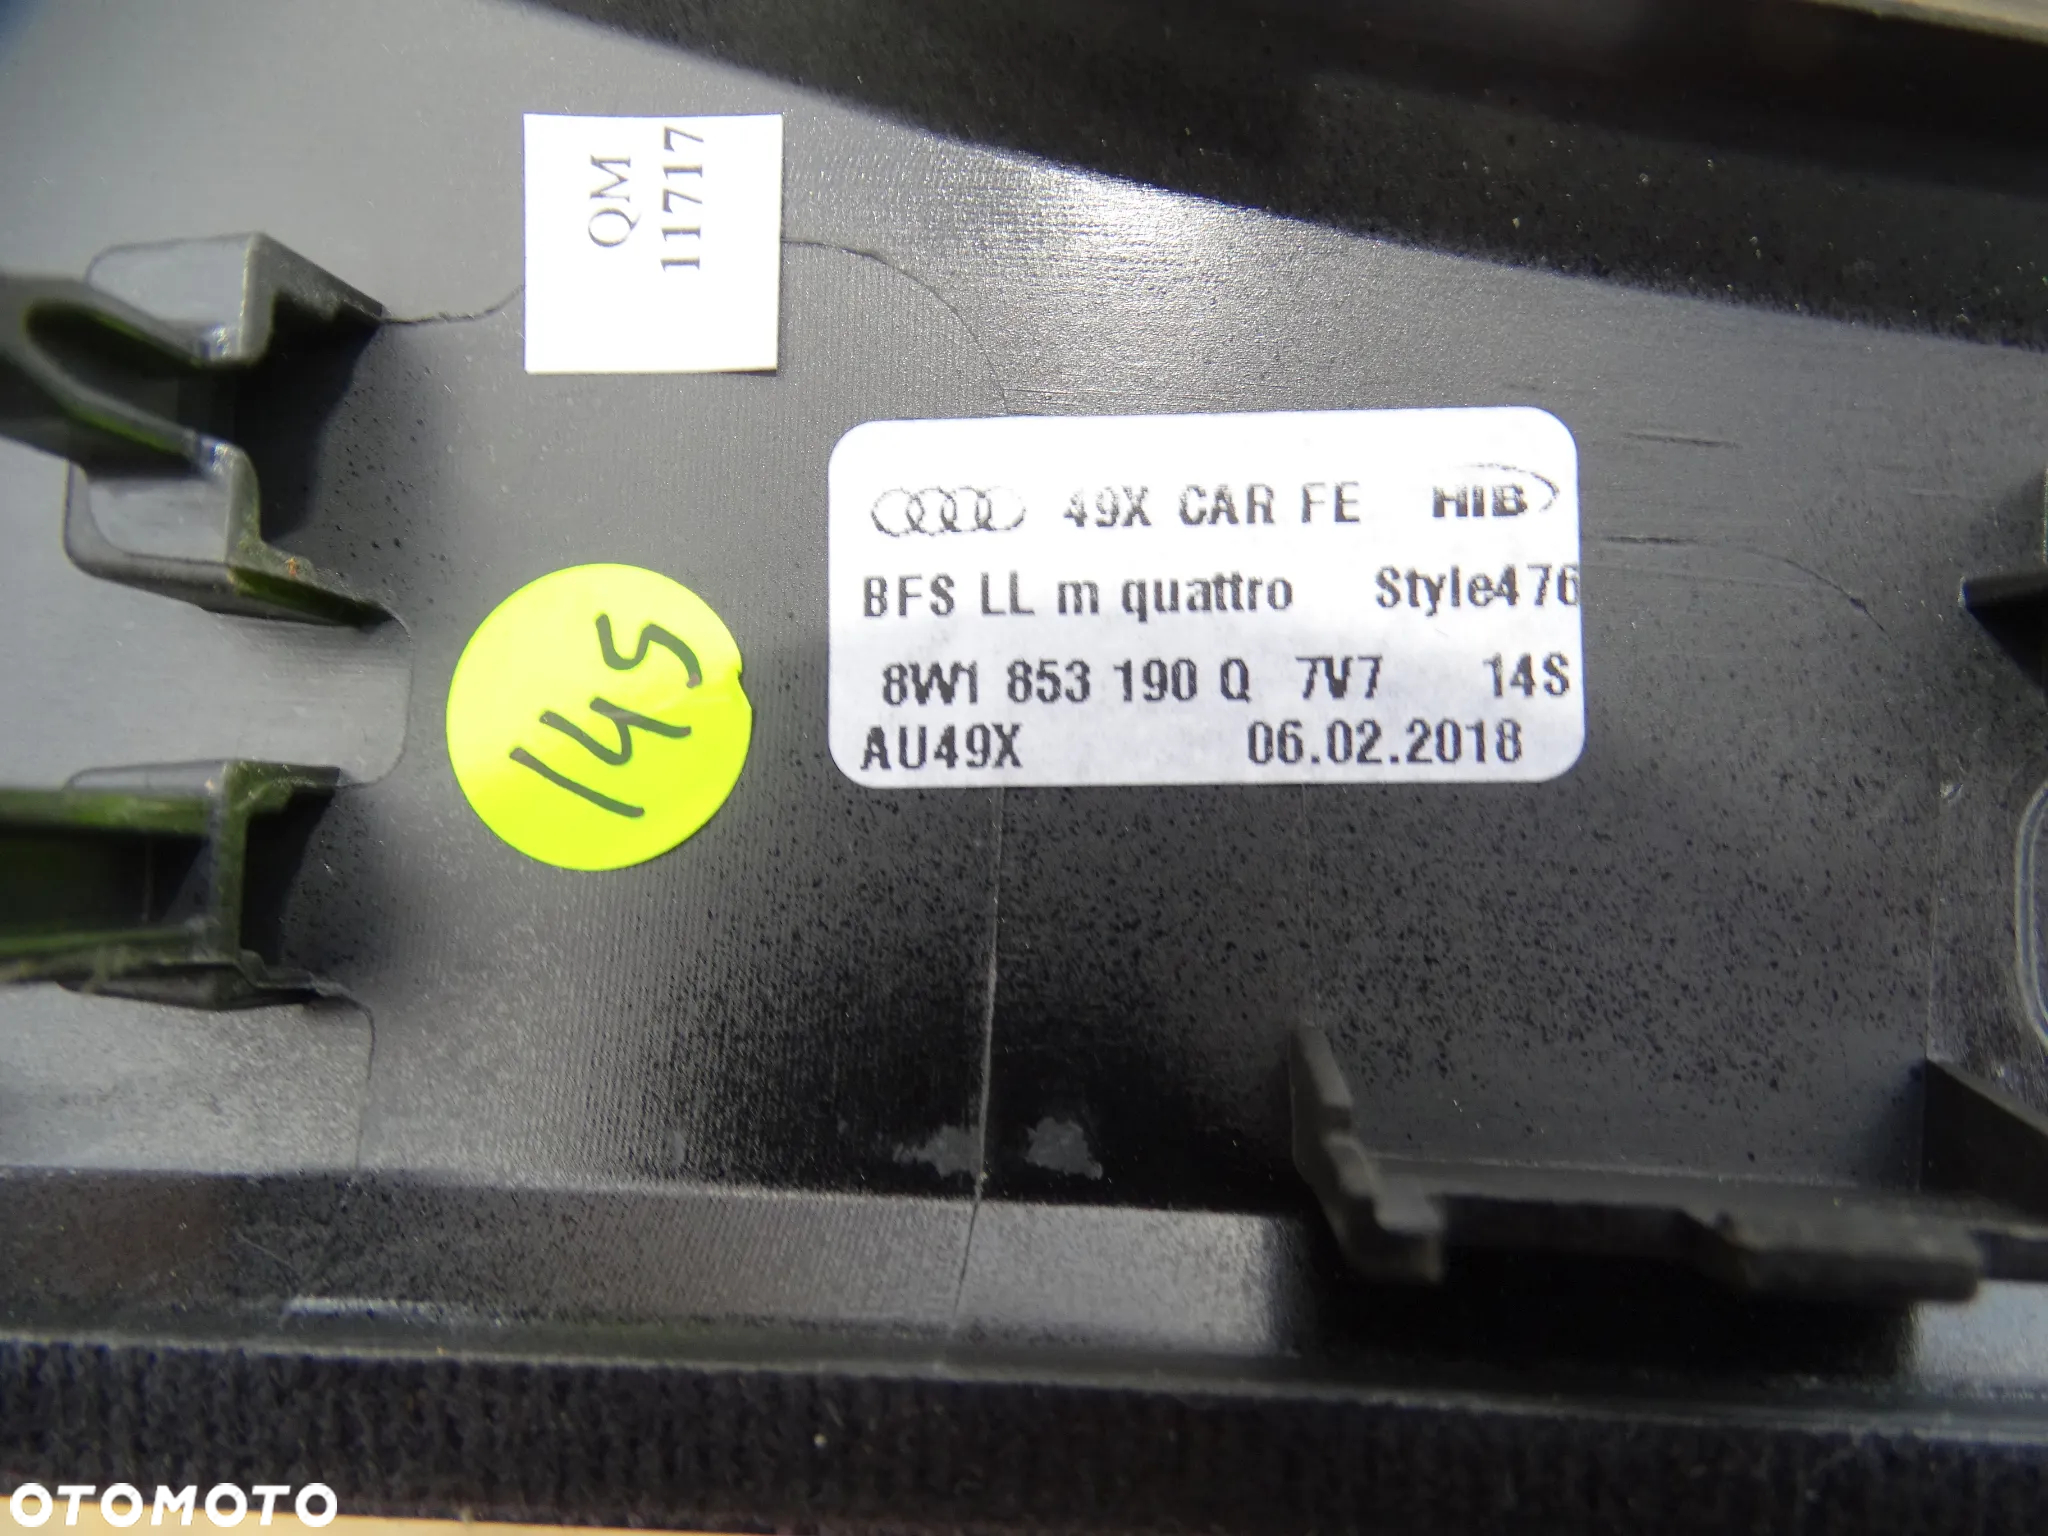 QM
11717
49X CAR FE HIB
BFS LL m quattro Style476
8W1 853 190 Q 7V7 14S
AU49X 06.02.2018
145
OTOMOTO